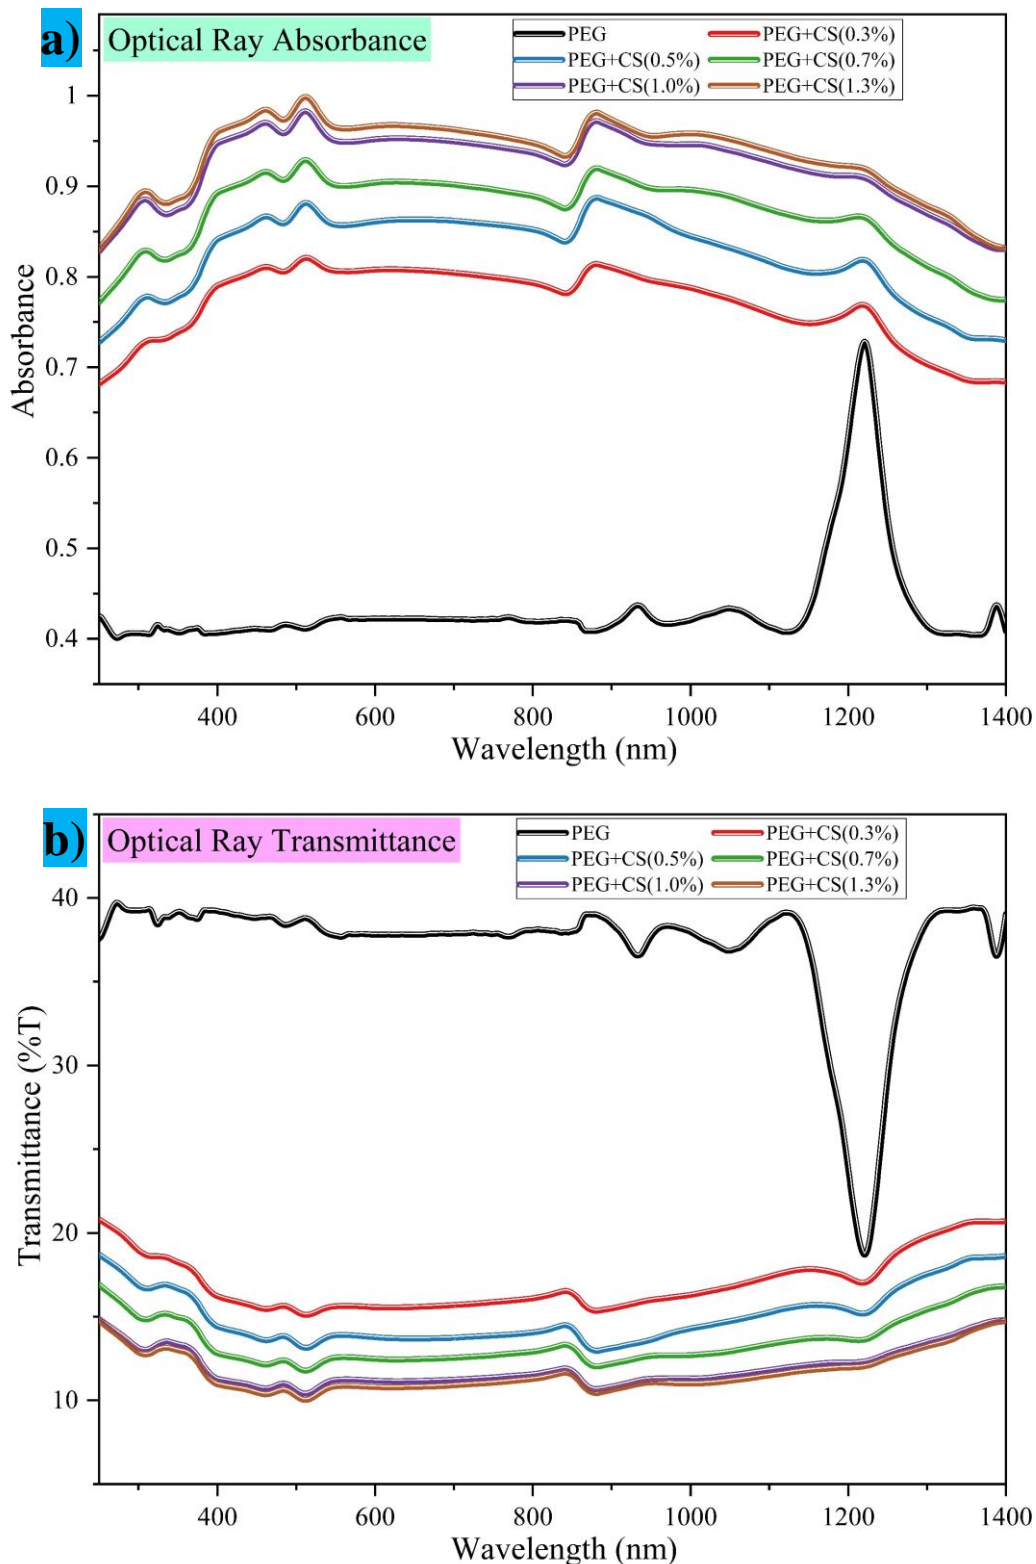 a) Optical Ray Absorbance
PEG PEG+CS(0.3%)
PEG+CS(0.5%) PEG+CS(0.7%)
PEG+CS(1.0%) PEG+CS(1.3%)
1
0.9
0.8
0.7
0.6
0.5
0.4
Absorbance
400 600 800 1000 1200 1400
Wavelength (nm)
b) Optical Ray Transmittance
PEG PEG+CS(0.3%)
PEG+CS(0.5%) PEG+CS(0.7%)
PEG+CS(1.0%) PEG+CS(1.3%)
40
30
20
10
Transmittance (%T)
400 600 800 1000 1200 1400
Wavelength (nm)